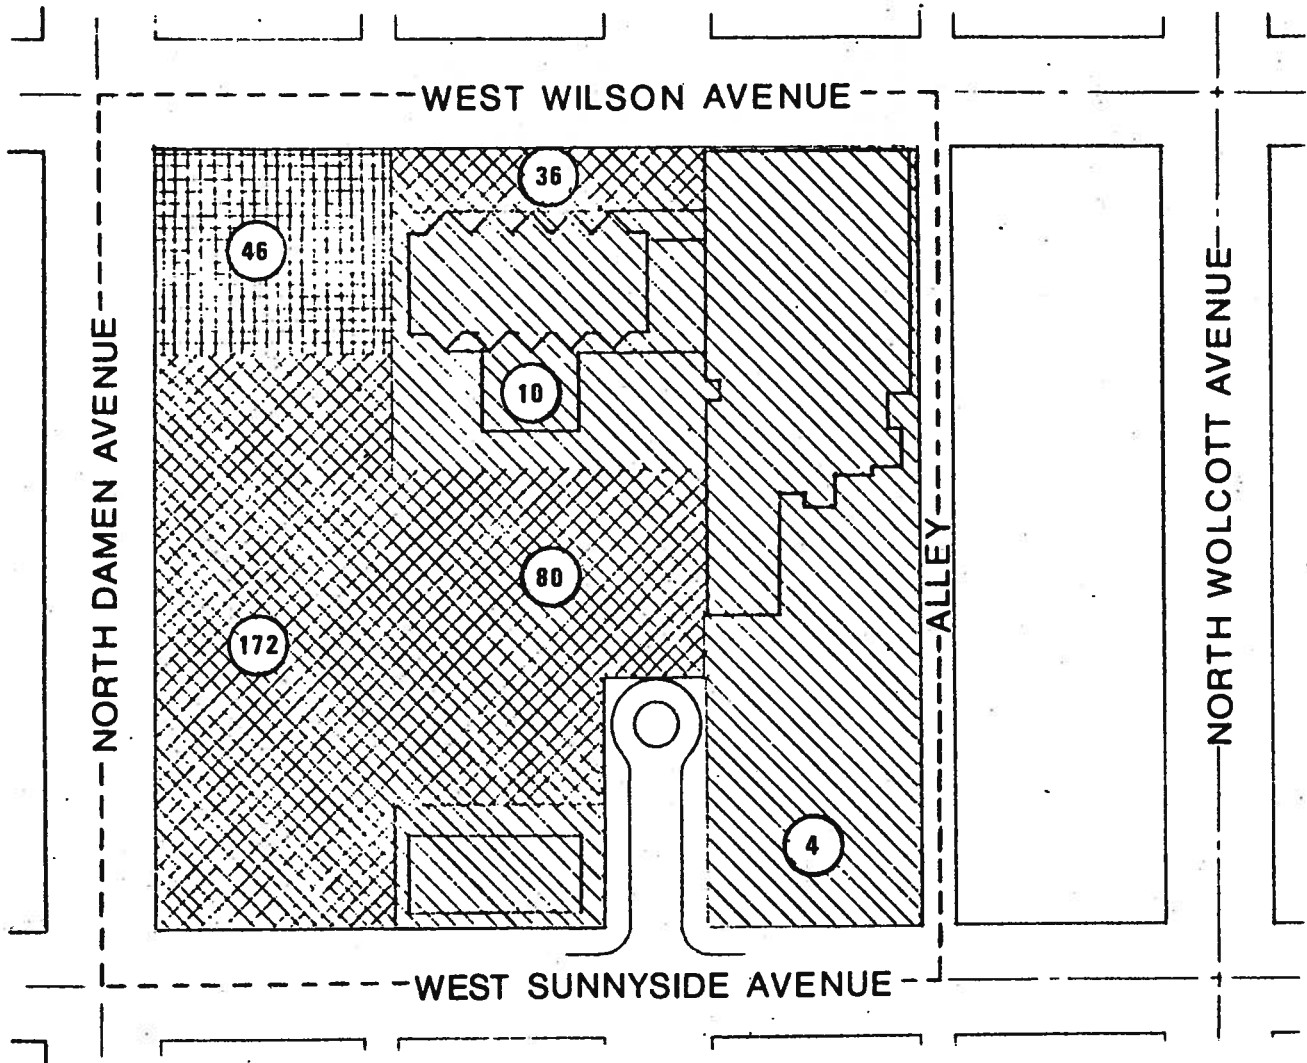 WEST WILSON AVENUE
36
46
10
80
172
4
NORTH DAMEN AVENUE
ALLEY
NORTH WOLCOTT AVENUE
WEST SUNNYSIDE AVENUE